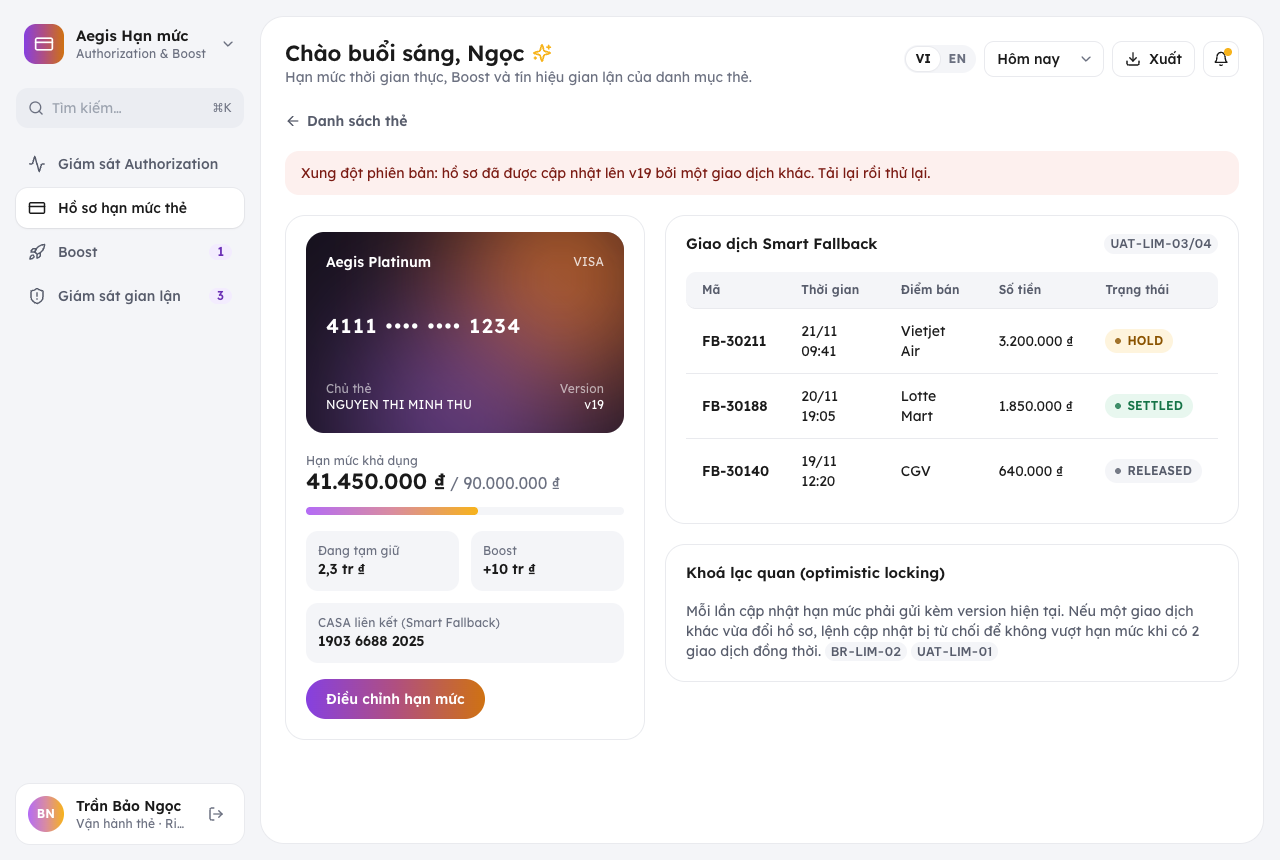 Aegis Hạn mức
Authorization & Boost
Tìm kiếm...
⌘K
Giám sát Authorization
Hồ sơ hạn mức thẻ
Boost
1
Giám sát gian lận
3
BN
Trần Bảo Ngọc
Vận hành thẻ · Ri...
Chào buổi sáng, Ngọc
Hạn mức thời gian thực, Boost và tín hiệu gian lận của danh mục thẻ.
VI
EN
Hôm nay
Xuất
Danh sách thẻ
Xung đột phiên bản: hồ sơ đã được cập nhật lên v19 bởi một giao dịch khác. Tải lại rồi thử lại.
Aegis Platinum
VISA
4111 •••• •••• 1234
Chủ thẻ
Version
NGUYEN THI MINH THU
v19
Hạn mức khả dụng
41.450.000 ₫ / 90.000.000 ₫
Đang tạm giữ
2,3 tr ₫
Boost
+10 tr ₫
CASA liên kết (Smart Fallback)
1903 6688 2025
Điều chỉnh hạn mức
Giao dịch Smart Fallback
UAT-LIM-03/04
Mã
Thời gian
Điểm bán
Số tiền
Trạng thái
FB-30211
21/11
09:41
Vietjet
Air
3.200.000 ₫
HOLD
FB-30188
20/11
19:05
Lotte
Mart
1.850.000 ₫
SETTLED
FB-30140
19/11
12:20
CGV
640.000 ₫
RELEASED
Khoá lạc quan (optimistic locking)
Mỗi lần cập nhật hạn mức phải gửi kèm version hiện tại. Nếu một giao dịch
khác vừa đổi hồ sơ, lệnh cập nhật bị từ chối để không vượt hạn mức khi có 2
giao dịch đồng thời. BR-LIM-02 UAT-LIM-01